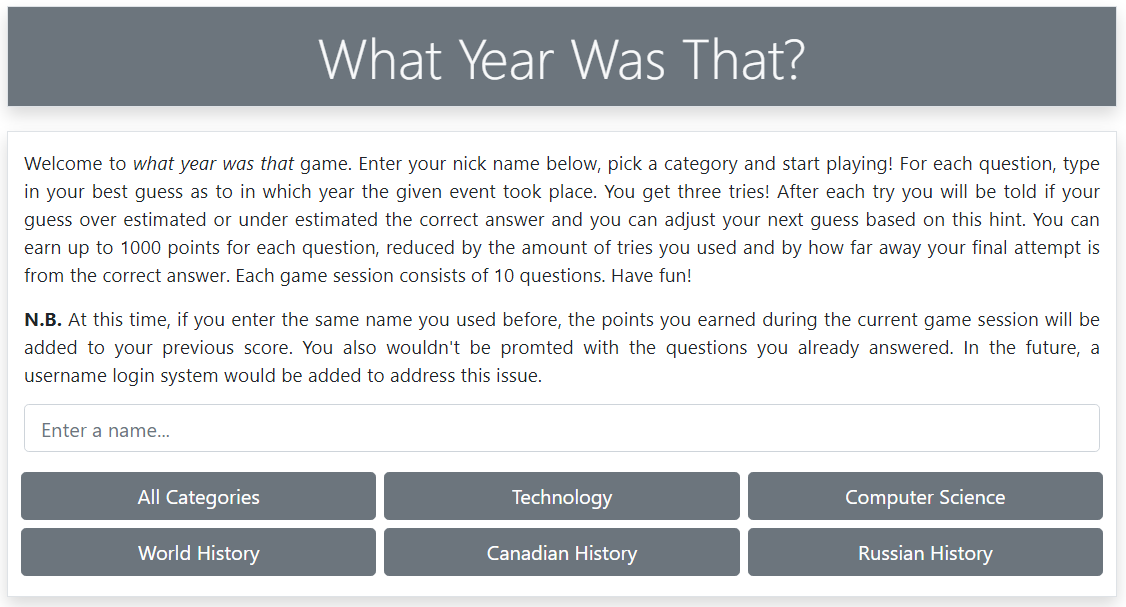 What Year Was That?
Welcome to what year was that game. Enter your nick name below, pick a category and start playing! For each question, type
in your best guess as to in which year the given event took place. You get three tries! After each try you will be told if your
guess over estimated or under estimated the correct answer and you can adjust your next guess based on this hint. You can
earn up to 1000 points for each question, reduced by the amount of tries you used and by how far away your final attempt is
from the correct answer. Each game session consists of 10 questions. Have fun!
N.B. At this time, if you enter the same name you used before, the points you earned during the current game session will be
added to your previous score. You also wouldn't be promted with the questions you already answered. In the future, a
username login system would be added to address this issue.
Enter a name...
All Categories Technology Computer Science
World History Canadian History Russian History